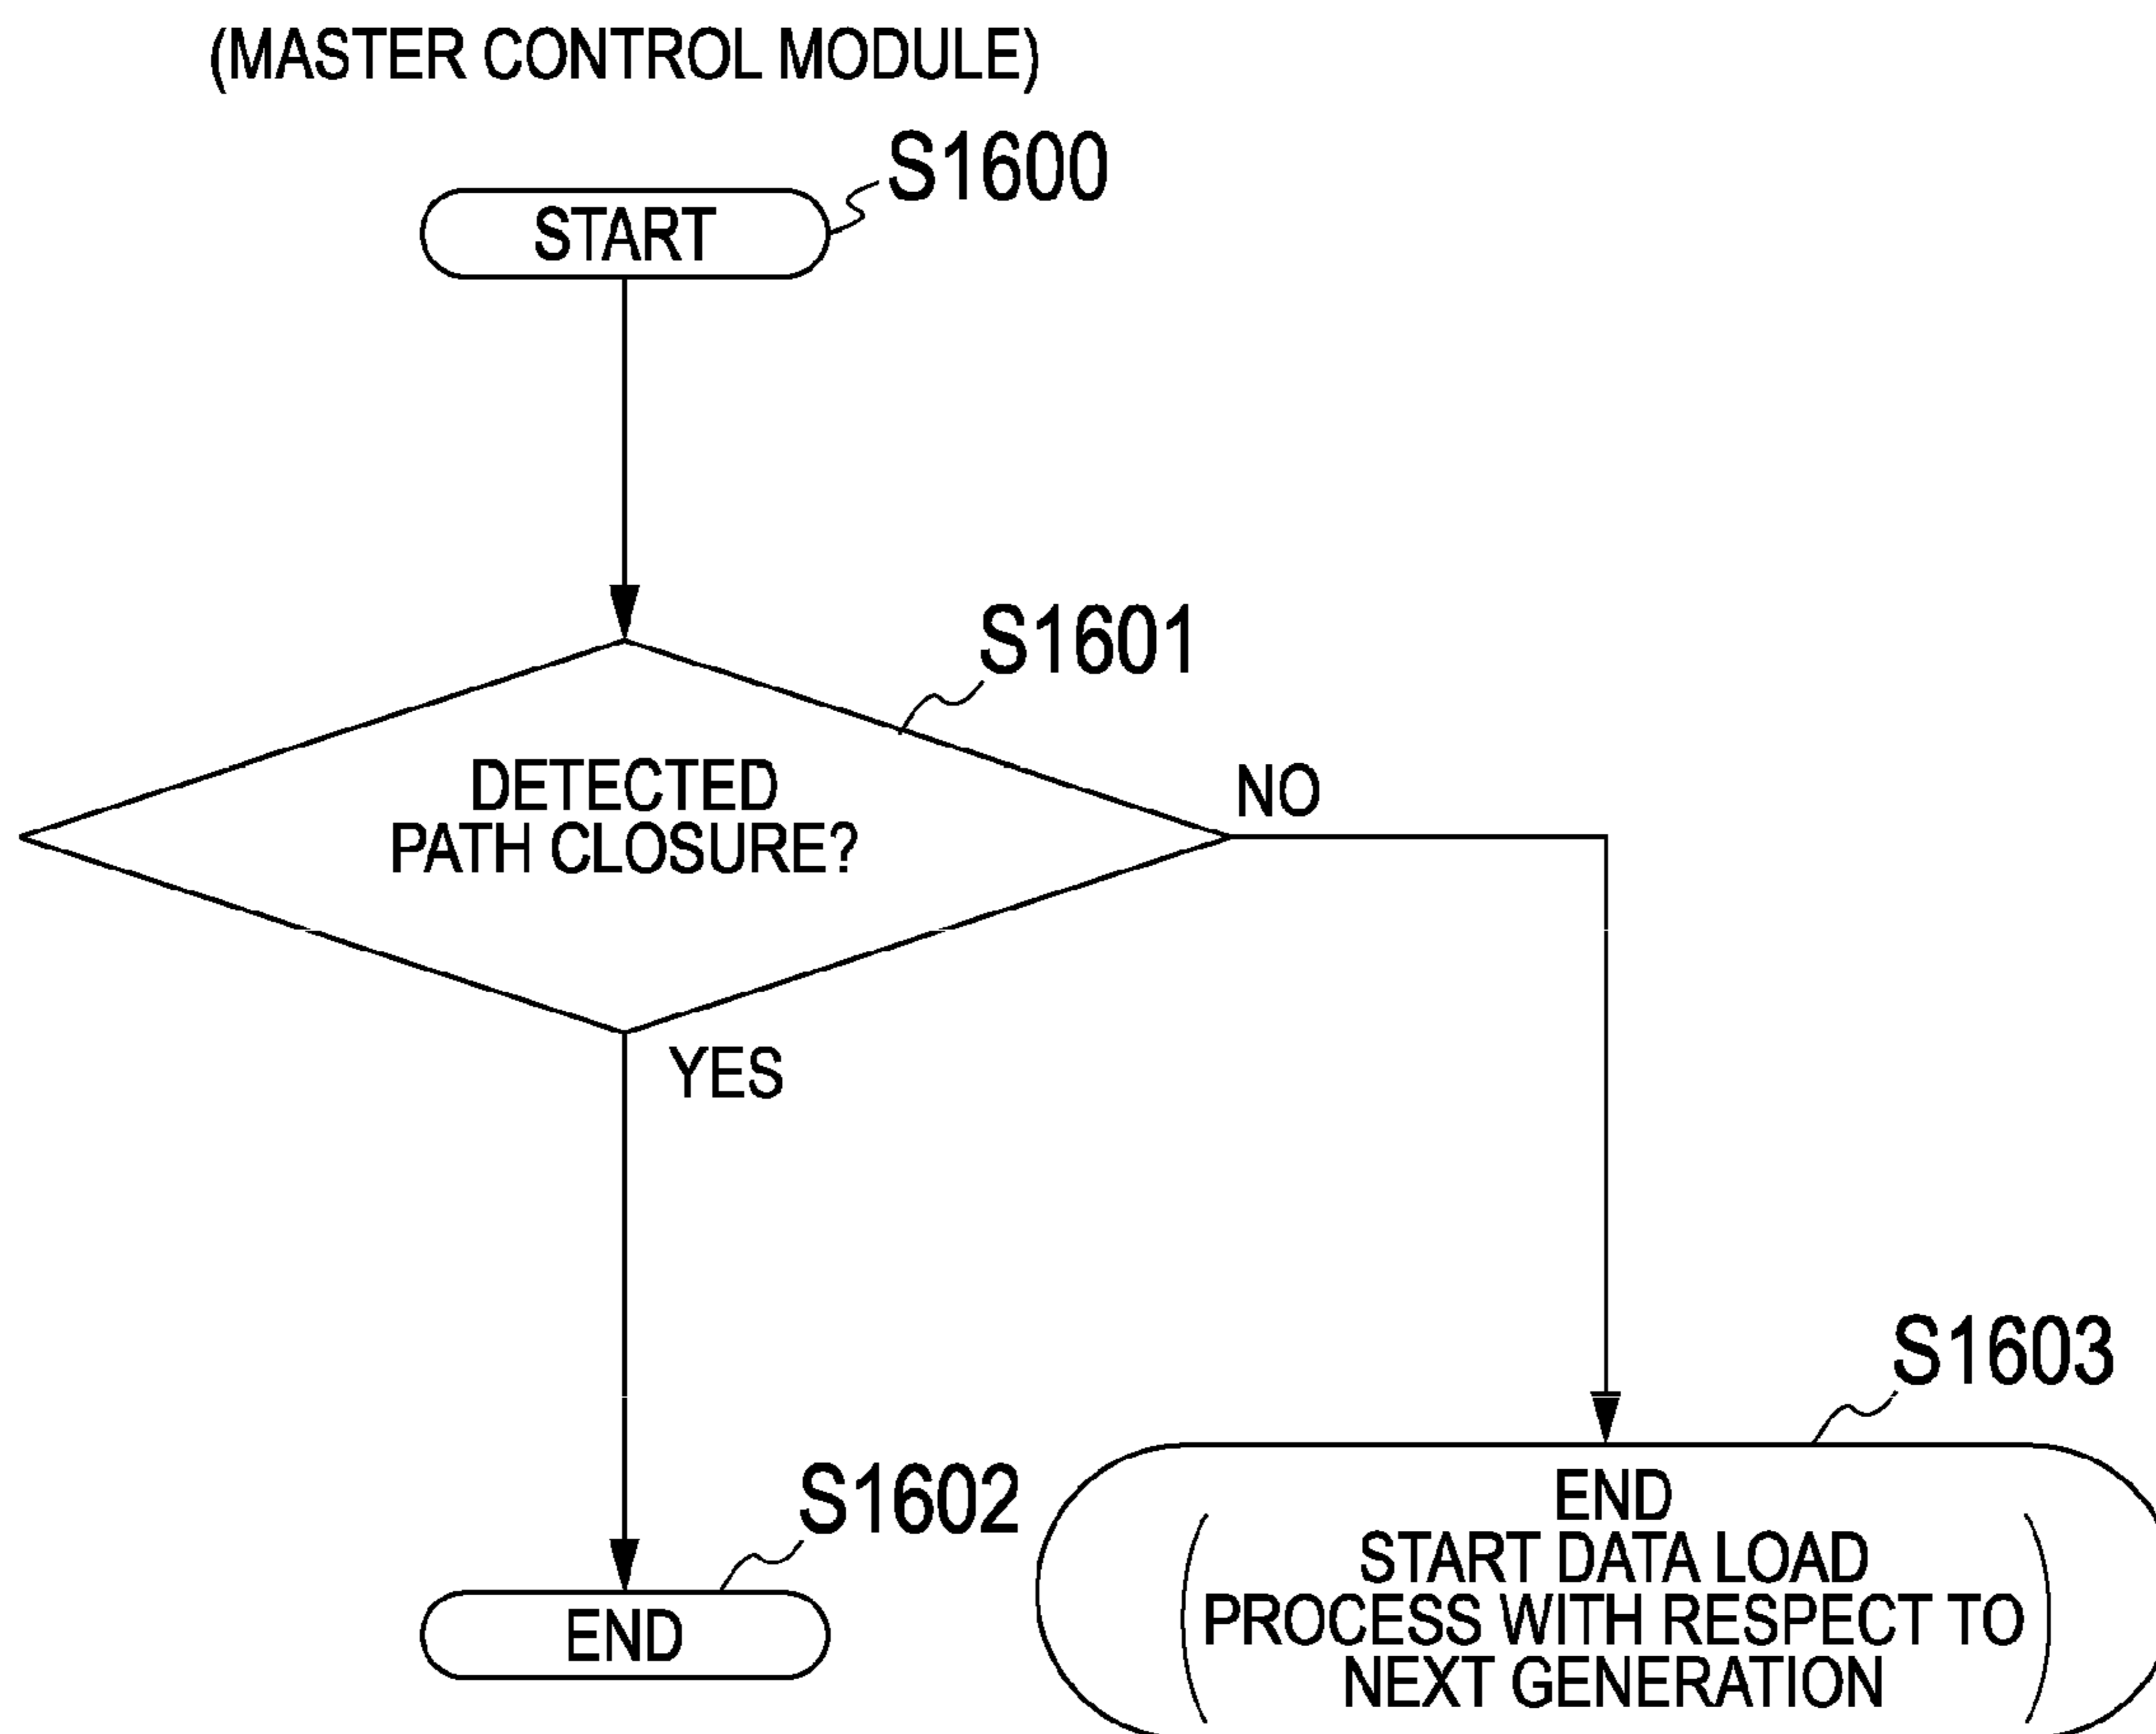 (MASTER CONTROL MODULE)
S1600
START
S1601
DETECTED
PATH CLOSURE?
NO
YES
S1603
S1602
END
START DATA LOAD
PROCESS WITH RESPECT TO
NEXT GENERATION
END